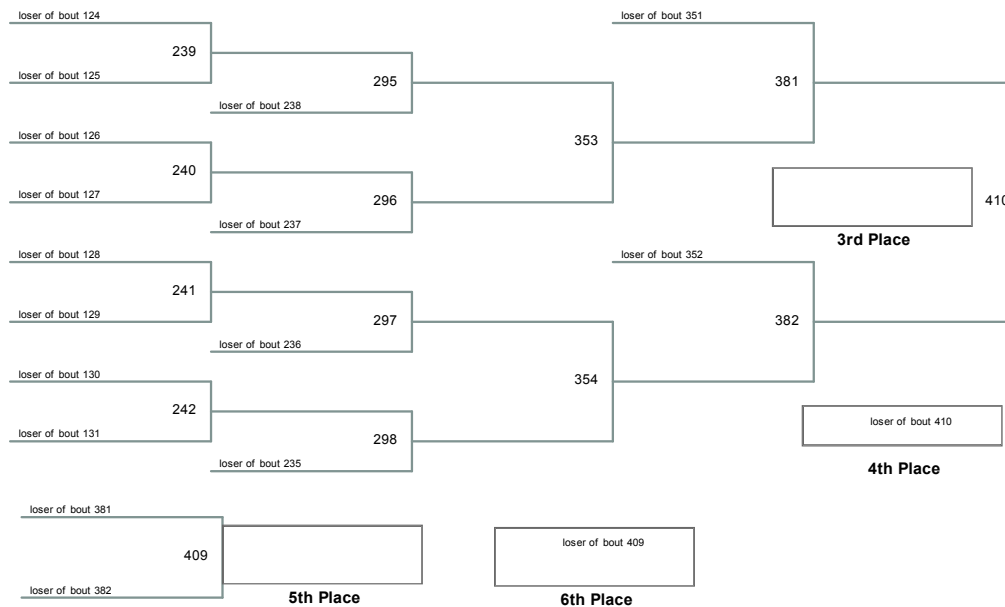 loser of bout 124
loser of bout 351
239
381
loser of bout 125
295
loser of bout 238
loser of bout 126
353
240
loser of bout 127
296
410
loser of bout 237
3rd Place
loser of bout 128
loser of bout 352
241
loser of bout 129
297
382
loser of bout 236
loser of bout 130
354
242
loser of bout 410
loser of bout 131
298
loser of bout 235
4th Place
loser of bout 381
409
loser of bout 409
loser of bout 382
5th Place
6th Place